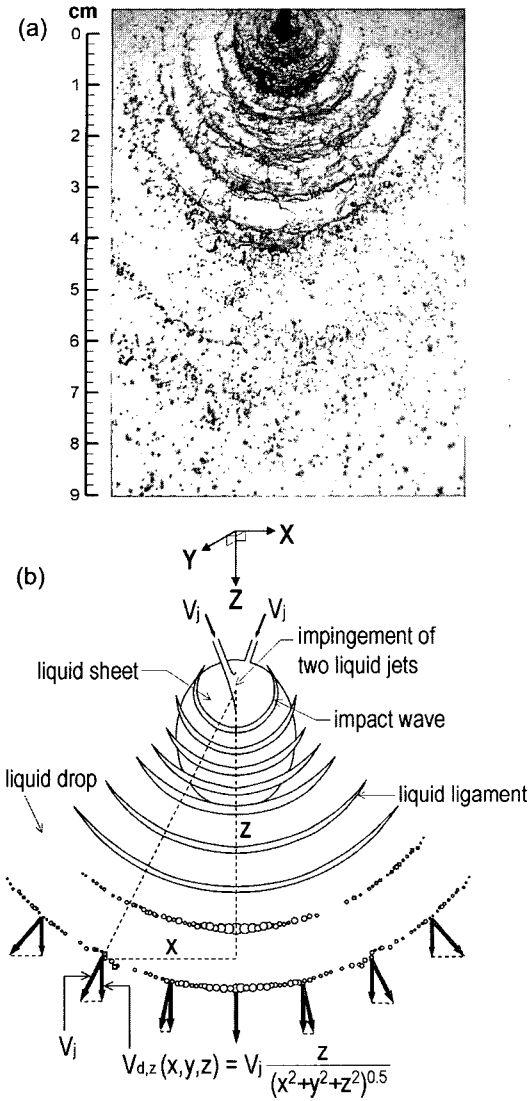 (a)
cm
0
1
2
3
4
5
6
7
8
9
X
Y
Z
(b)
Vj Vj
impingement of
two liquid jets
liquid sheet
impact wave
liquid drop
liquid ligament
z
x
Vj
Vd,z (x,y,z) = Vj z / (x²+y²+z²)^0.5